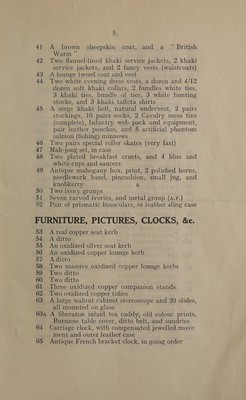 5
41 A brown sheepskin coat, and a " British
Warm "
42 Two flannel-lined khaki service jackets, 2 khaki
service jackets, and 2 fancy vests (waistcoats)
43 A lounge tweed coat and vest
44 Two white evening dress vests, a dozen and 4/12
dozen soft khaki collars, 2 bundles white ties,
3 khaki ties, bundle of ties, 3 white hunting
stocks, and 3 khaki taffeta shirts
45 A serge khaki belt, natural undervest, 2 pairs
stockings, 10 pairs socks, 2 Cavalry mess tins
(complete), Infantry web pack and equipment,
pair leather pouches, and 5 artificial phantom
salmon (fishing) minnows
46 Two pairs special roller skates (very fast)
47 Mah-jong set, in case
48 Two plated breakfast cruets, and 4 blue and
white cups and saucers
49 Antique mahogany box, print, 2 polished horns,
needlework band, pincushion, small jug, and
knobkerry
50 Two ivory groups
51 Seven carved ivories, and metal group (A.F.)
52 Pair of prismatic binoculars, in leather sling case
FURNITURE, PICTURES, CLOCKS, &c.
53 A real copper seat kerb
54 A ditto
55 An oxidized silver seat kerb
56 An oxidized copper lounge kerb
57 A ditto
58 Two massive oxidized copper lounge kerbs
59 Two ditto
60 Two ditto
61 Three oxidized copper companion stands
62 Two oxidized copper tidies
63 A large walnut cabinet stereoscope and 20 slides,
all mounted on glass
63A A Sheraton inlaid tea caddy, old colour prints,
Burmese table cover, ditto belt, and sundries
64 Carriage clock, with compensated jewelled move
ment and outer leather case
65 Antique French bracket clock, in going order